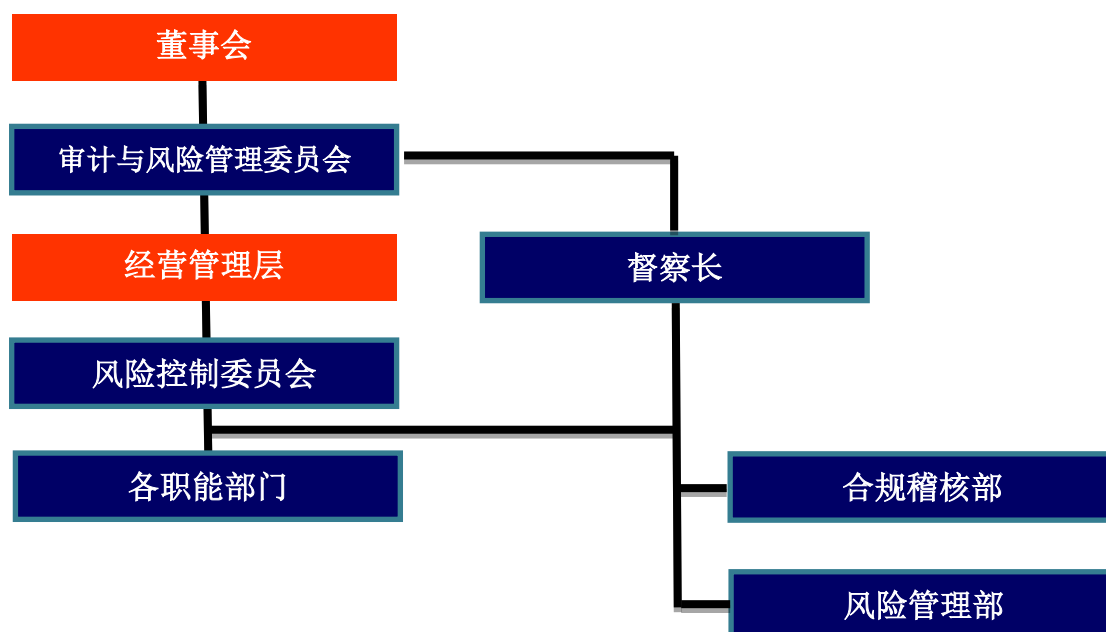 董事会
审计与风险管理委员会
经营管理层
督察长
风险控制委员会
各职能部门
合规稽核部
风险管理部